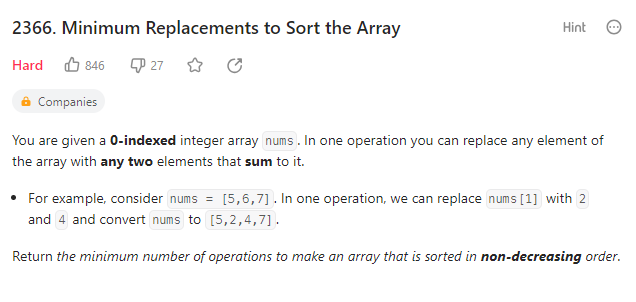 2366. Minimum Replacements to Sort the Array Hint
Hard 846 27
Companies
You are given a 0-indexed integer array nums. In one operation you can replace any element of
the array with any two elements that sum to it.
• For example, consider nums = [5,6,7]. In one operation, we can replace nums[1] with 2
and 4 and convert nums to [5,2,4,7].
Return the minimum number of operations to make an array that is sorted in non-decreasing order.